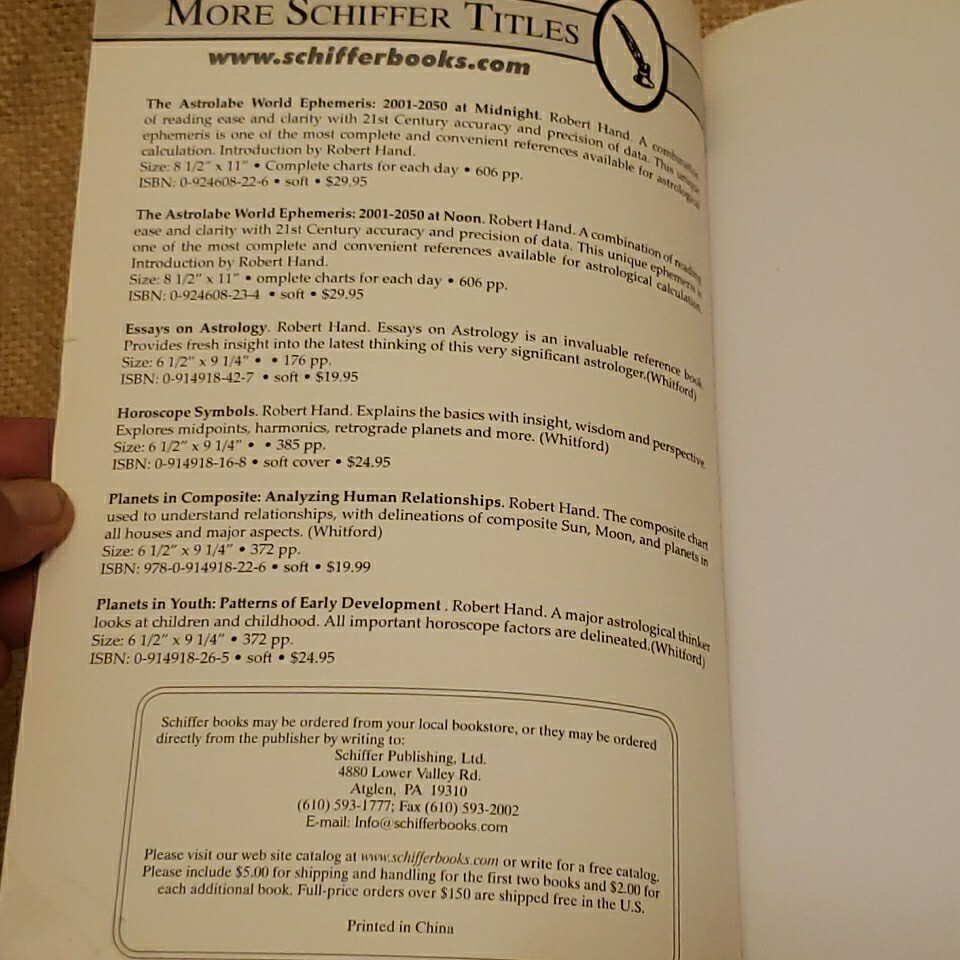 MORE SCHIFFER TITLES
www.schifferbooks.com
The Astrolabe World Ephemeris: 2001-2050 at Midnight. Robert Hand. A combination
of reading ease and clarity with 21st Century accuracy and precision of data. This unique
ephemeris is one of the most complete and convenient references available for astrological
calculation. Introduction by Robert Hand.
Size: 8 1/2" x 11" • Complete charts for each day • 606 pp.
ISBN: 0-924608-22-6 • soft • $29.95
The Astrolabe World Ephemeris: 2001-2050 at Noon. Robert Hand. A combination of reading
ease and clarity with 21st Century accuracy and precision of data. This unique ephemeris is
one of the most complete and convenient references available for astrological calculation.
Introduction by Robert Hand.
Size: 8 1/2" x 11" • omplete charts for each day • 606 pp.
ISBN: 0-924608-23-4 • soft • $29.95
Essays on Astrology. Robert Hand. Essays on Astrology is an invaluable reference book.
Provides fresh insight into the latest thinking of this very significant astrologer.(Whitford)
Size: 6 1/2" x 9 1/4" • • 176 pp.
ISBN: 0-914918-42-7 • soft • $19.95
Horoscope Symbols. Robert Hand. Explains the basics with insight, wisdom and perspective.
Explores midpoints, harmonics, retrograde planets and more. (Whitford)
Size: 6 1/2" x 9 1/4" • • 385 pp.
ISBN: 0-914918-16-8 • soft cover • $24.95
Planets in Composite: Analyzing Human Relationships. Robert Hand. The composite chart
used to understand relationships, with delineations of composite Sun, Moon, and planets in
all houses and major aspects. (Whitford)
Size: 6 1/2" x 9 1/4" • 372 pp.
ISBN: 978-0-914918-22-6 • soft • $19.99
Planets in Youth: Patterns of Early Development . Robert Hand. A major astrological thinker
looks at children and childhood. All important horoscope factors are delineated.(Whitford)
Size: 6 1/2" x 9 1/4" • 372 pp.
ISBN: 0-914918-26-5 • soft • $24.95
Schiffer books may be ordered from your local bookstore, or they may be ordered
directly from the publisher by writing to:
Schiffer Publishing, Ltd.
4880 Lower Valley Rd.
Atglen, PA 19310
(610) 593-1777; Fax (610) 593-2002
E-mail: Info@schifferbooks.com
Please visit our web site catalog at www.schifferbooks.com or write for a free catalog.
Please include $5.00 for shipping and handling for the first two books and $2.00 for
each additional book. Full-price orders over $150 are shipped free in the U.S.
Printed in China